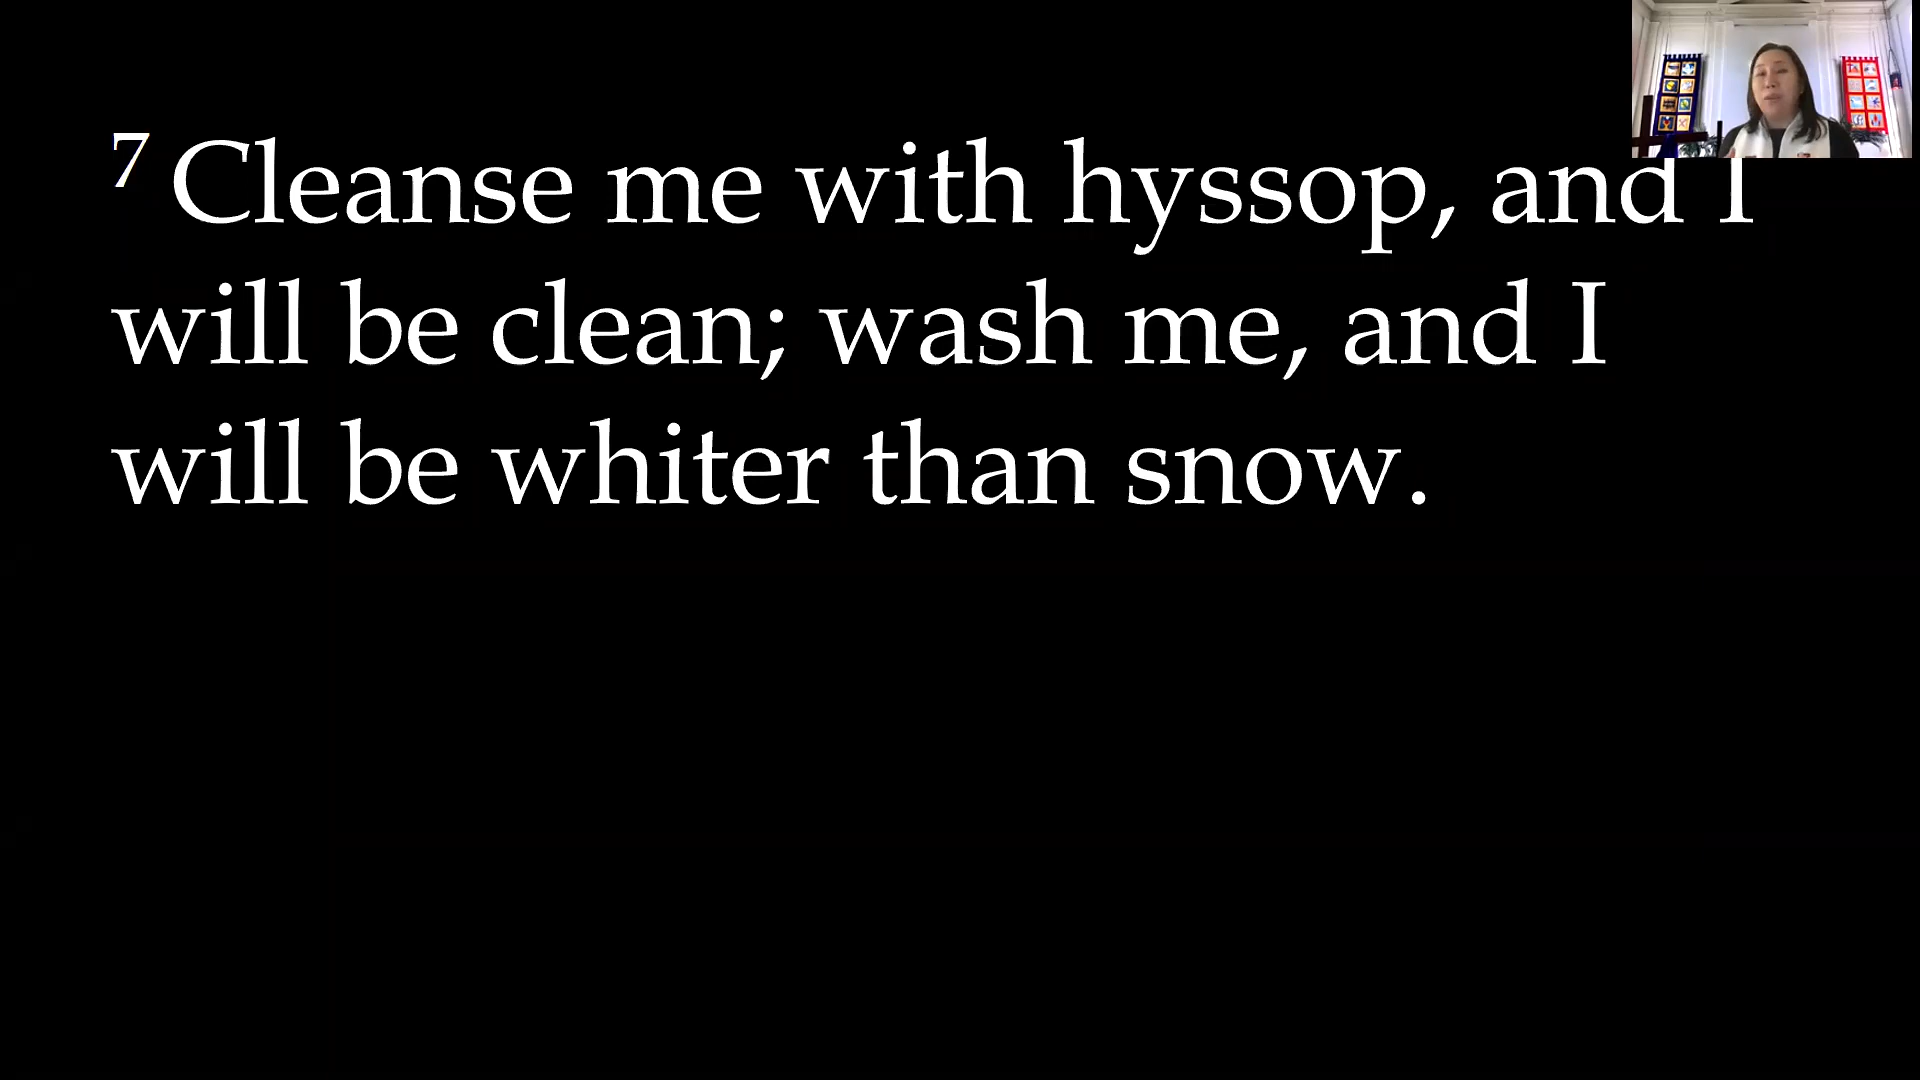 7 Cleanse me with hyssop, and I
will be clean; wash me, and I
will be whiter than snow.